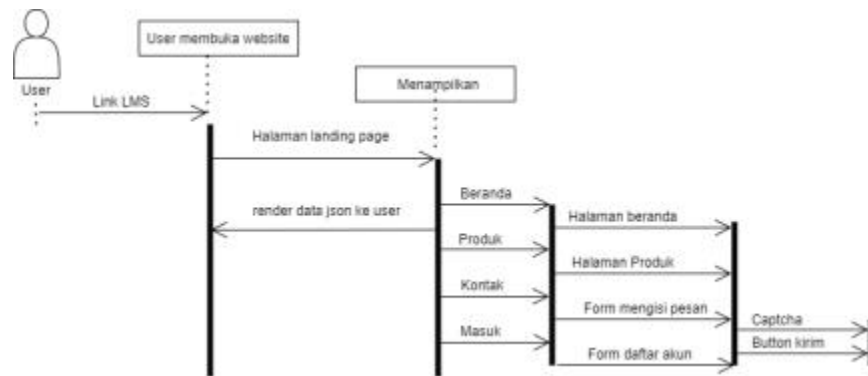 User membuka website
User
Menampilkan
Link LMS
Halaman landing page
Beranda
render data json ke user
Halaman beranda
Produk
Halaman Produk
Kontak
Form mengisi pesan
Captcha
Masuk
Button kirim
Form daftar akun